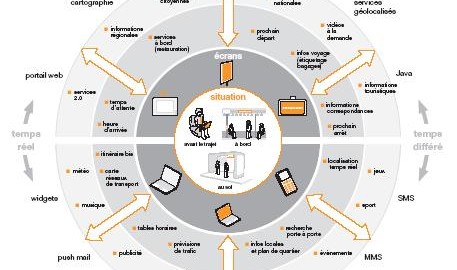 cartographie
citoyennes
nationales
services
géolocalisés
informations
régionales
services
à bord
(restauration)
prochain
départ
vidéos
à la
demande
infos voyage
(étiquetage
bagages)
écrans
portail web
Java
services
2.0
temps
d'attente
heure
d'arrivée
situation
avant le trajet
à bord
au sol
informations
touristiques
informations
correspondances
prochain
arrêt
temps
réel
temps
différé
itinéraire bis
météo
carte
réseaux
de transport
localisation
temps réel
jeux
widgets
SMS
musique
sport
tables horaires
prévisions
de trafic
infos locales
et plan de quartier
recherche
porte à porte
push mail
publicité
évènements
MMS